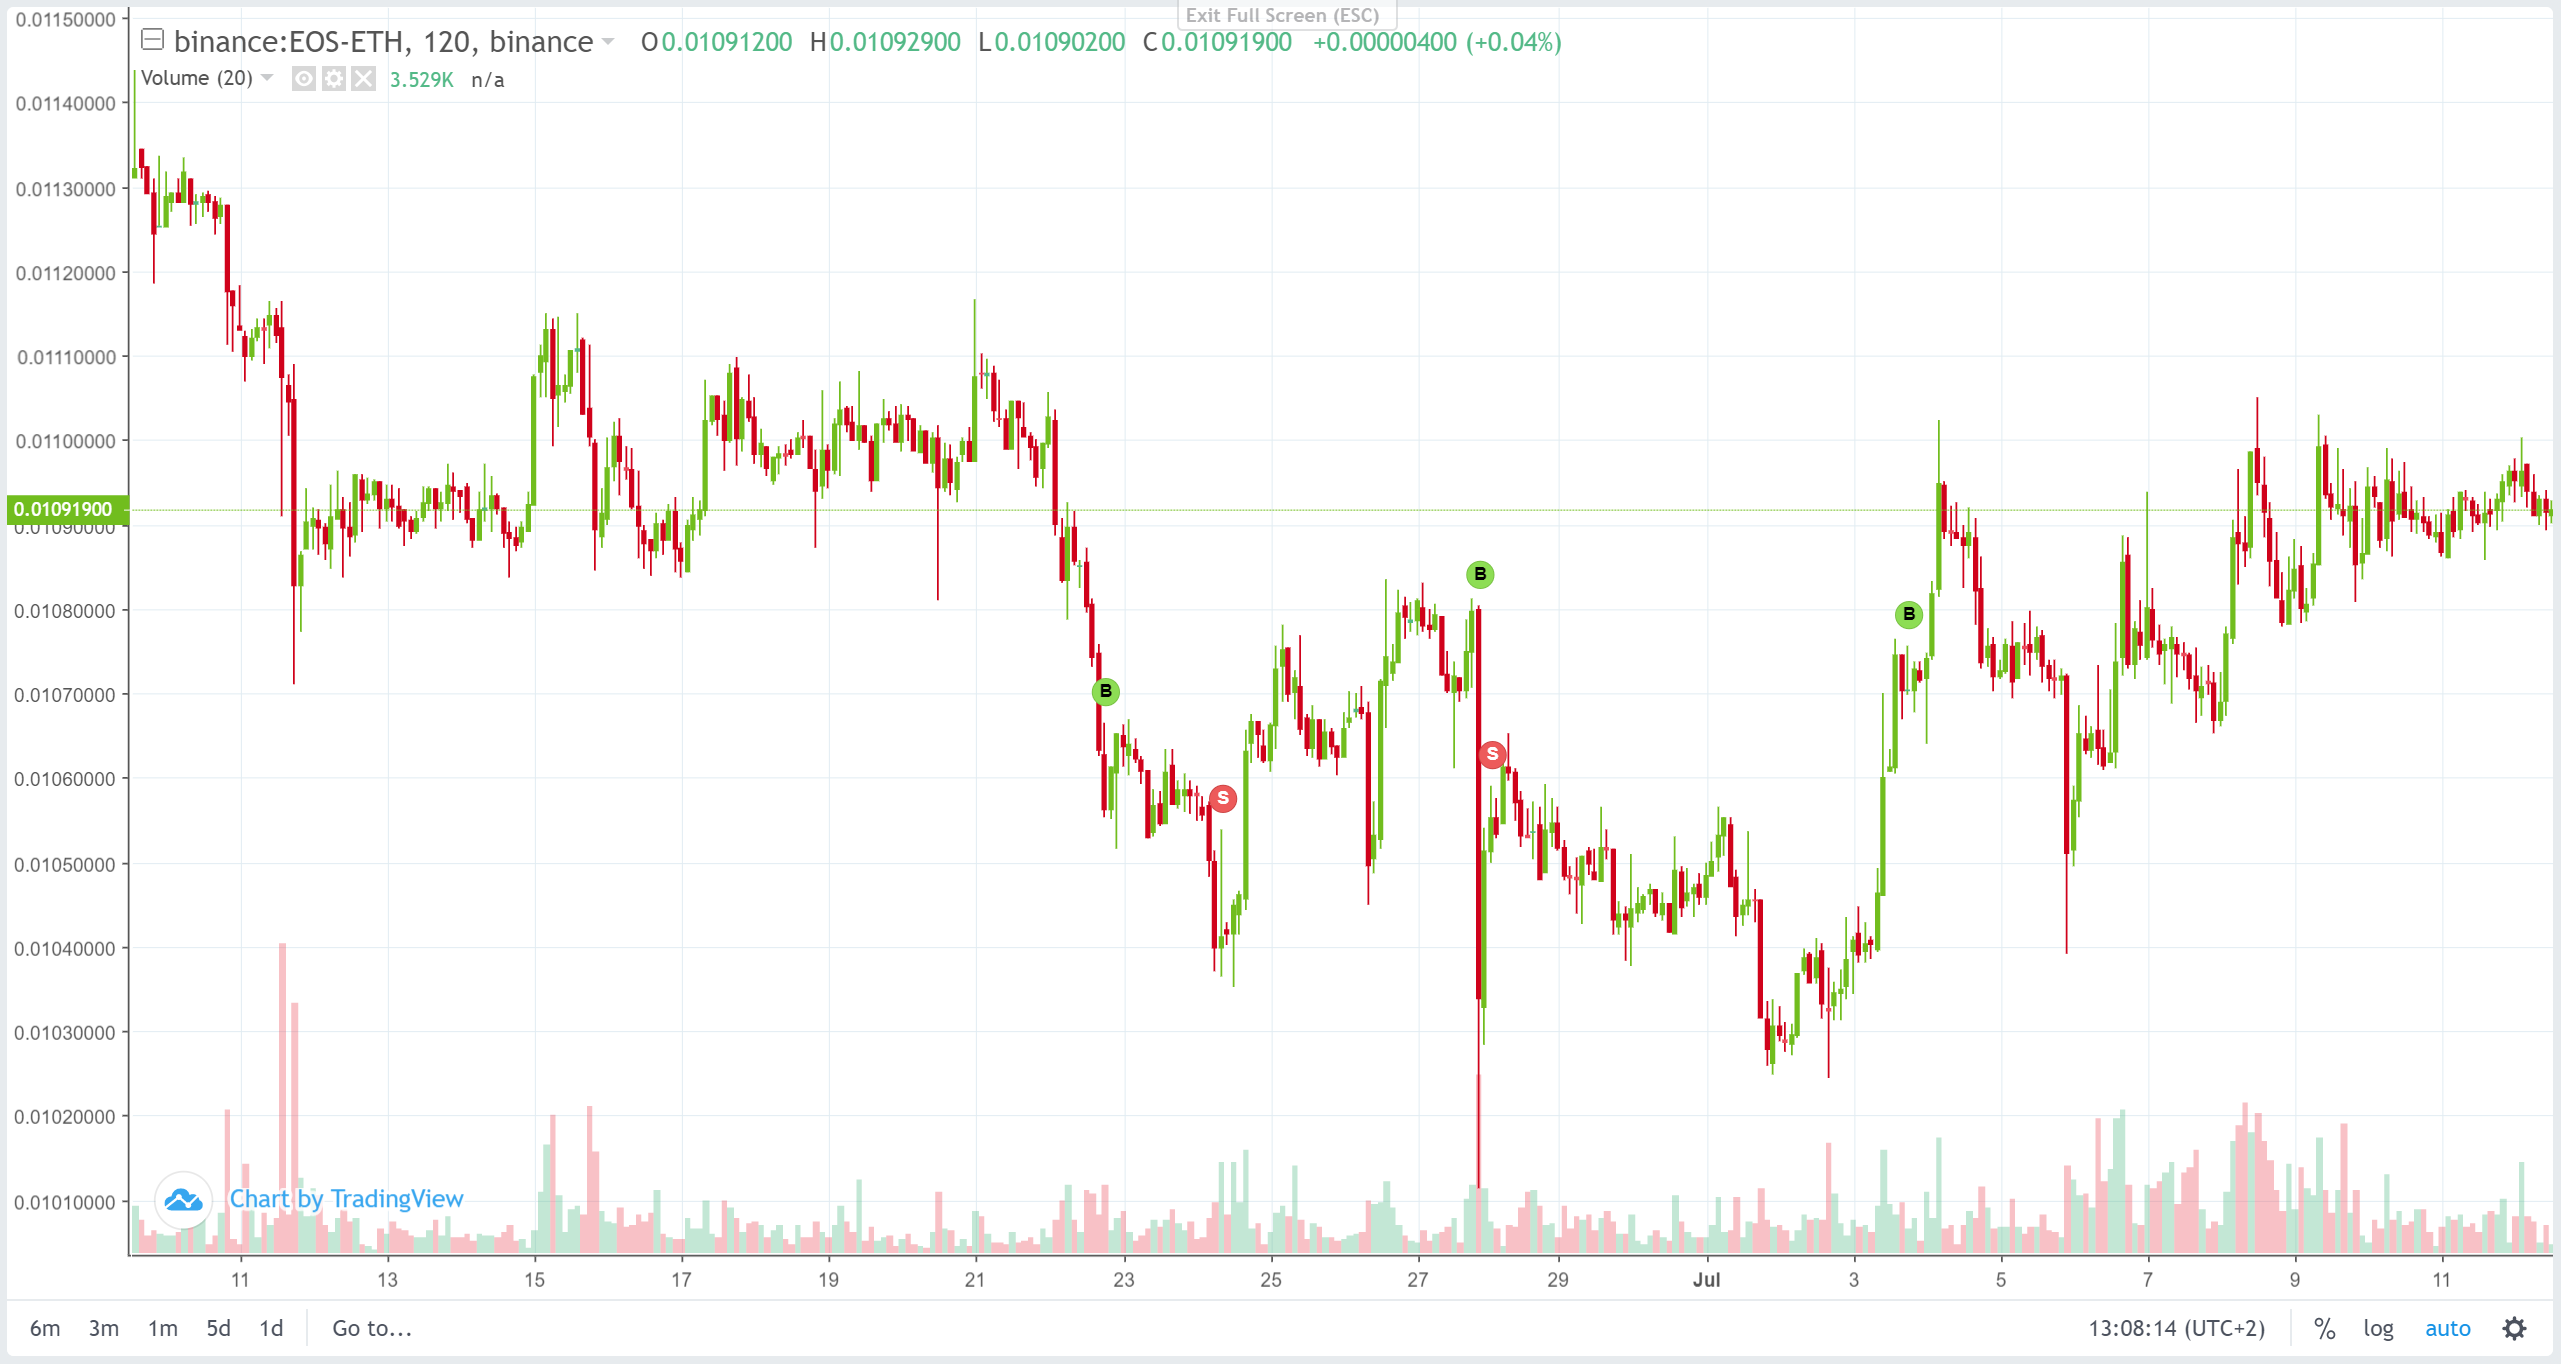 Exit Full Screen (ESC)
binance:EOS-ETH, 120, binance O0.01091200 H0.01092900 L0.01090200 C0.01091900 +0.00000400 (+0.04%)
Volume (20) 3.529K n/a
0.01150000
0.01140000
0.01130000
0.01120000
0.01110000
0.01100000
0.01091900
0.01090000
0.01080000
0.01070000
0.01060000
0.01050000
0.01040000
0.01030000
0.01020000
0.01010000
B
S
B
S
B
Chart by TradingView
11 13 15 17 19 21 23 25 27 29 Jul 3 5 7 9 11
6m 3m 1m 5d 1d Go to... 13:08:14 (UTC+2) % log auto